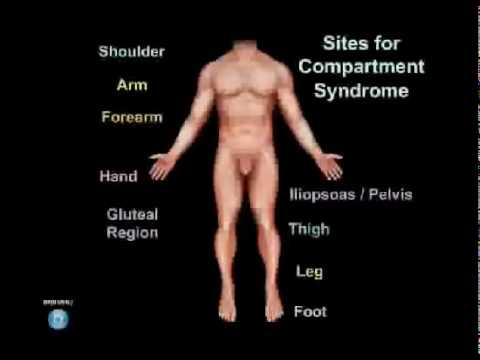 Shoulder
Arm
Forearm
Hand
Gluteal
Region
Sites for
Compartment
Syndrome
Iliopsoas / Pelvis
Thigh
Leg
Foot